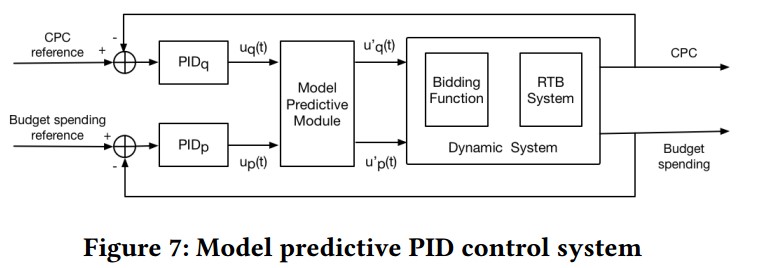 CPC
reference
+
-
PIDq
uq(t)
Model
Predictive
Module
u'q(t)
Bidding
Function
RTB
System
Dynamic System
CPC
Budget spending
reference
+
-
PIDp
up(t)
u'p(t)
Budget
spending
Figure 7: Model predictive PID control system